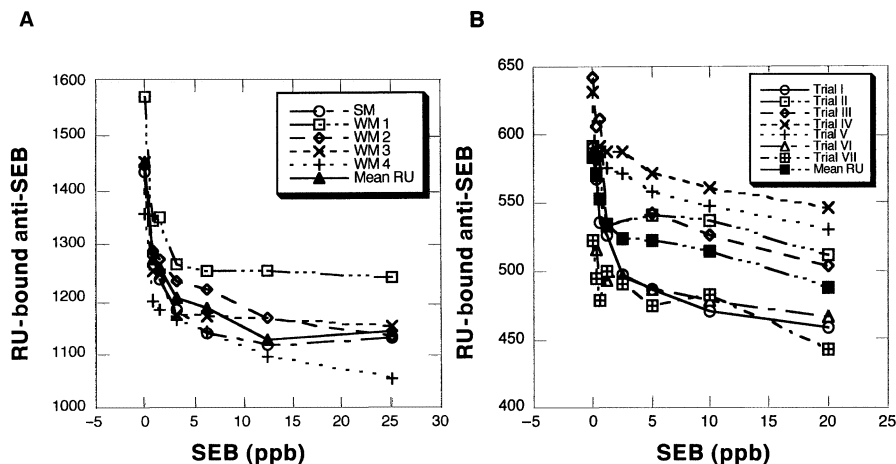 A
RU-bound anti-SEB
1600
1500
1400
1300
1200
1100
1000
−5
0
5
10
15
20
25
30
SEB (ppb)
SM
WM 1
WM 2
WM 3
WM 4
Mean RU
B
RU-bound anti-SEB
650
600
550
500
450
400
−5
0
5
10
15
20
25
SEB (ppb)
Trial I
Trial II
Trial III
Trial IV
Trial V
Trial VI
Trial VII
Mean RU